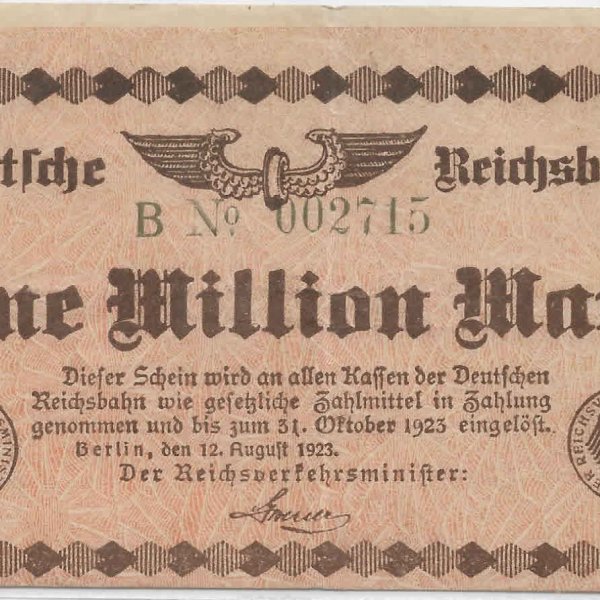 tsche Reichsb
B No 002715
ne Million Mar
Dieser Schein wird an allen Kassen der Deutschen
Reichsbahn wie gesetzliche Zahlmittel in Zahlung
genommen und bis zum 31. Oktober 1923 eingelöst.
Berlin, den 12. August 1923.
Der Reichsverkehrsminister: